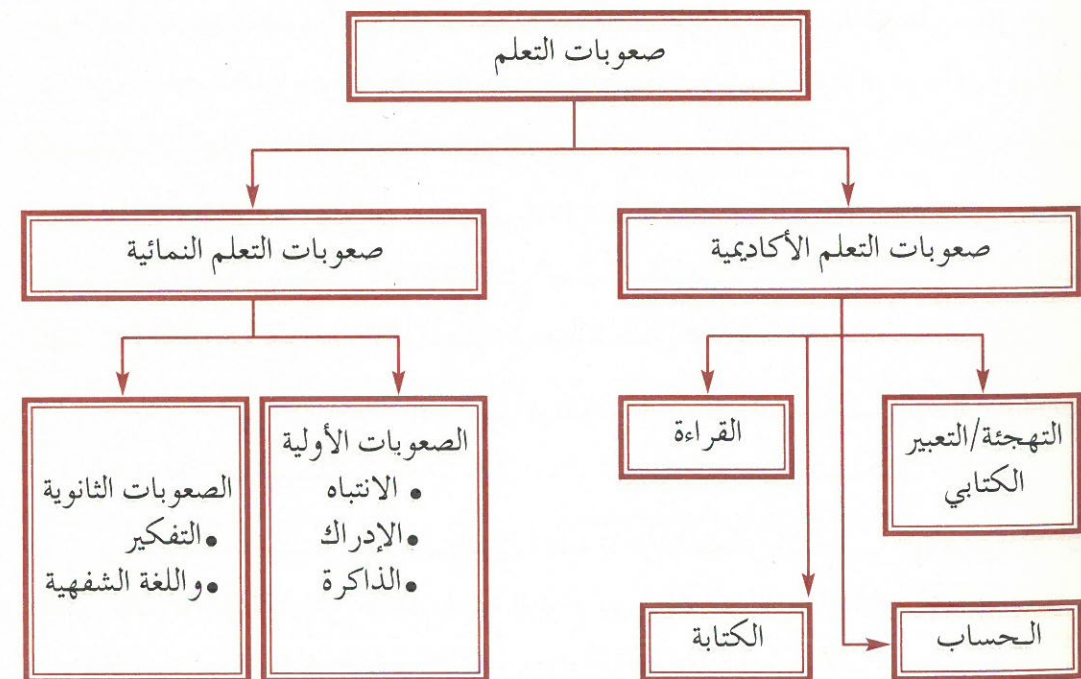 صعوبات التعلم
صعوبات التعلم الأكاديمية
صعوبات التعلم النمائية
التهجئة/التعبير
الكتابي
القراءة
الحساب
الكتابة
الصعوبات الأولية
• الانتباه
• الإدراك
• الذاكرة
الصعوبات الثانوية
• التفكير
• واللغة الشفهية